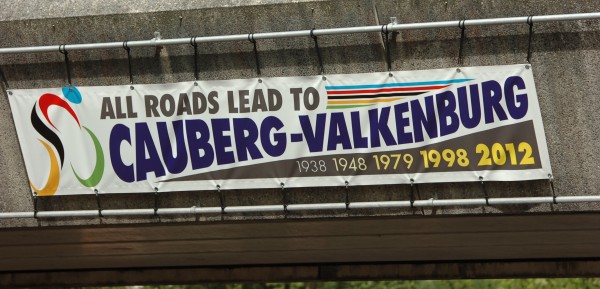 ALL ROADS LEAD TO
CAUBERG-VALKENBURG
1938 1948 1979 1998 2012